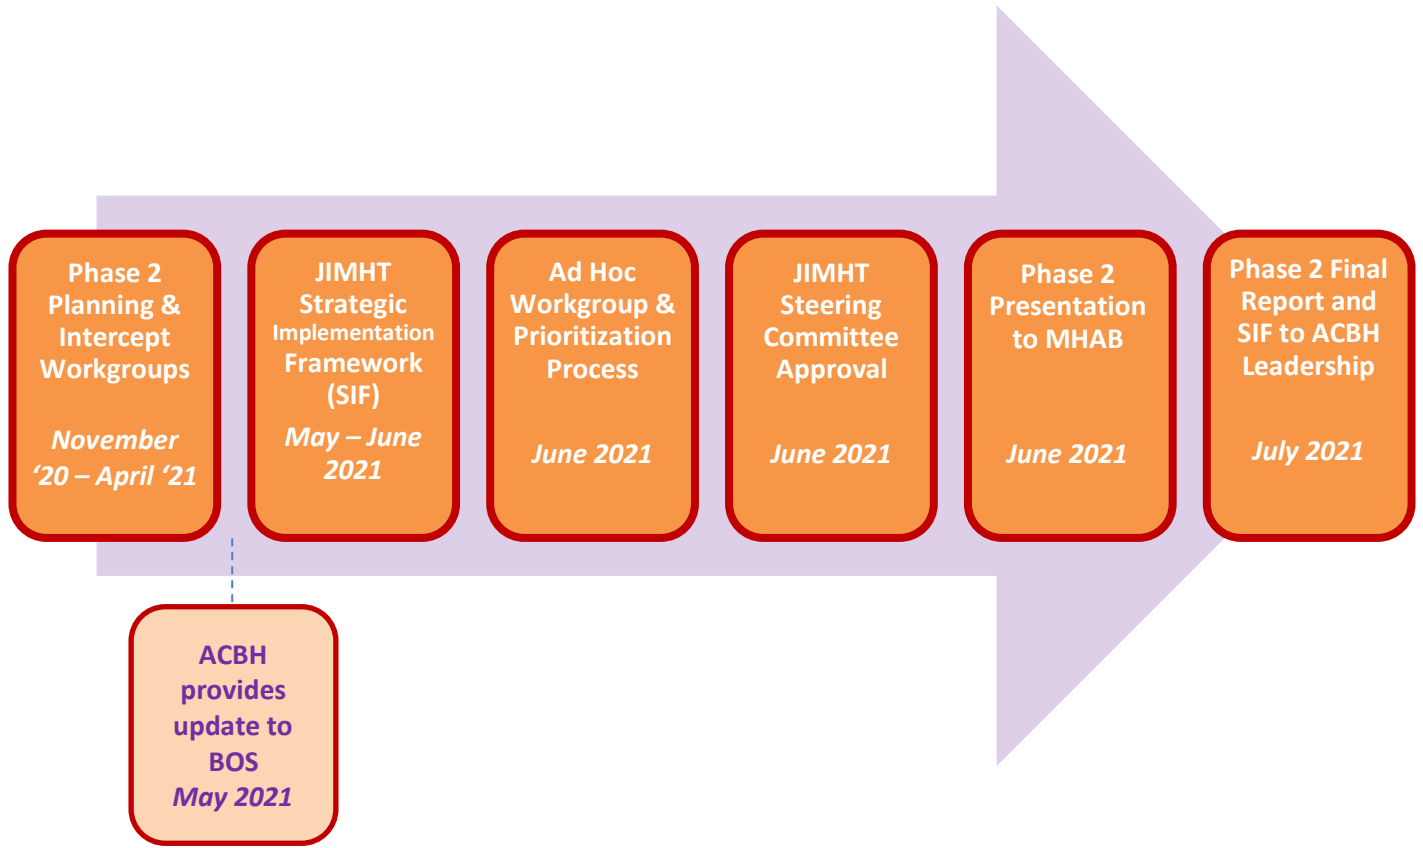 Phase 2
Planning &
Intercept
Workgroups
November
‘20 – April ‘21
JIMHT
Strategic
Implementation
Framework
(SIF)
May – June
2021
Ad Hoc
Workgroup &
Prioritization
Process
June 2021
JIMHT
Steering
Committee
Approval
June 2021
Phase 2
Presentation
to MHAB
June 2021
Phase 2 Final
Report and
SIF to ACBH
Leadership
July 2021
ACBH
provides
update to
BOS
May 2021